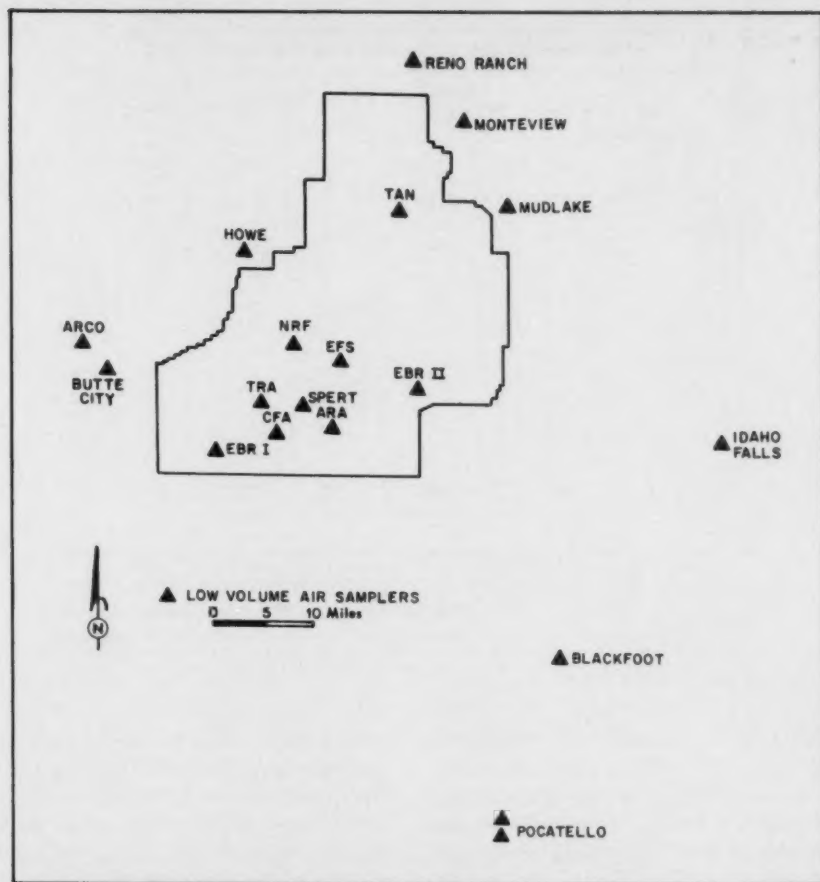 RENO RANCH
MONTEVIEW
TAN
MUDLAKE
HOWE
ARCO
NRF
EFS
BUTTE
CITY
EBR II
TRA
SPERT
CFA
ARA
EBR I
IDAHO
FALLS
LOW VOLUME AIR SAMPLERS
0 5 10 Miles
N
BLACKFOOT
POCATELLO